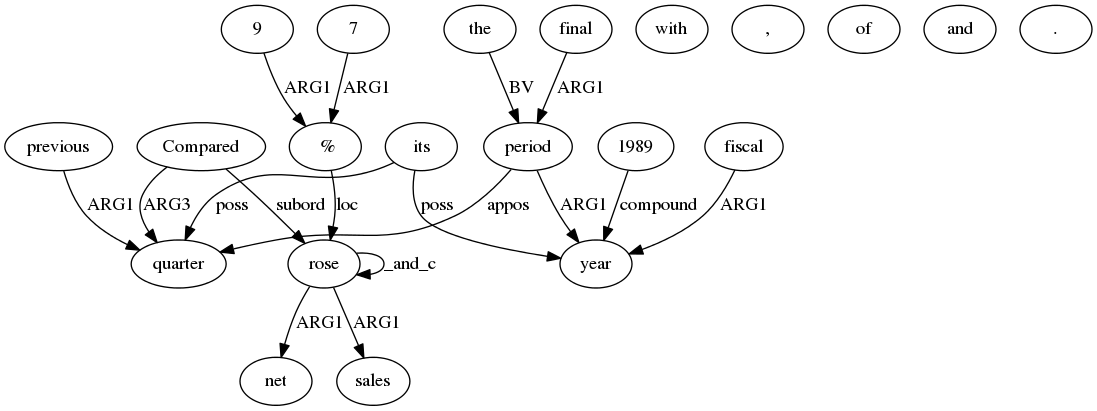 9 7 the final with , of and .
ARG1 ARG1 BV ARG1
previous Compared % its period 1989 fiscal
ARG1 ARG3 poss subord loc poss appos ARG1 compound ARG1
quarter rose _and_c year
ARG1 ARG1
net sales